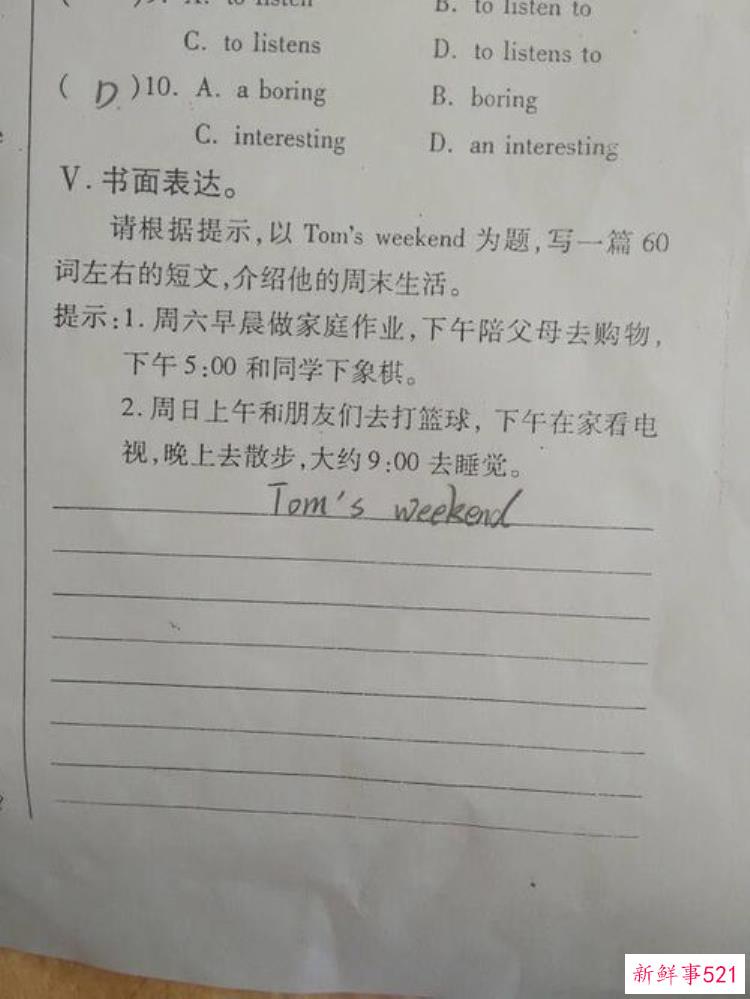 B. to listen to
C. to listens
D. to listens to
( D )10. A. a boring
B. boring
C. interesting
D. an interesting
V.书面表达。
请根据提示,以 Tom's weekend 为题,写一篇 60
词左右的短文,介绍他的周末生活。
提示:1.周六早晨做家庭作业,下午陪父母去购物,
下午5:00 和同学下象棋。
2.周日上午和朋友们去打篮球, 下午在家看电
视,晚上去散步,大约9:00 去睡觉。
Tom's weekend
新鲜事521